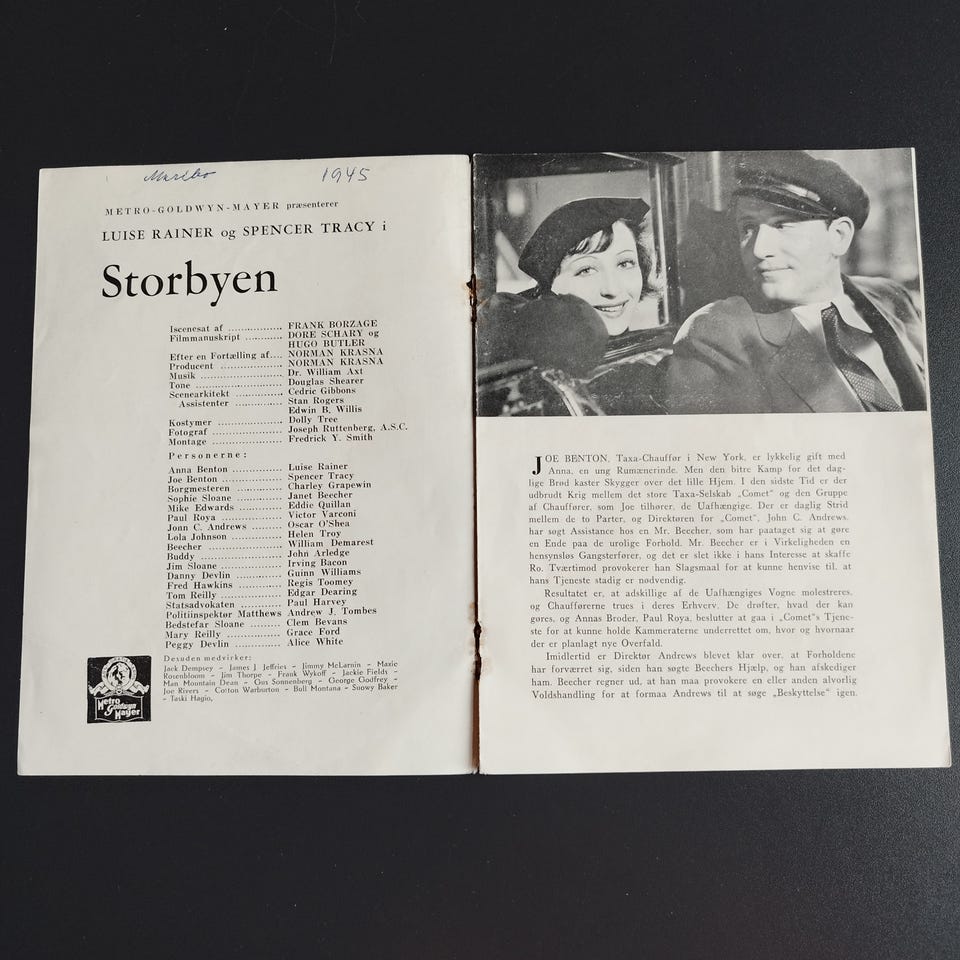 Maribo 1945
METRO-GOLDWYN-MAYER præsenterer
LUISE RAINER og SPENCER TRACY i
Storbyen
Iscenesat af ................ FRANK BORZAGE
Filmmanuskript .............. DORE SCHARY og
HUGO BUTLER
Efter en Fortælling af.... NORMAN KRASNA
Producent .................. NORMAN KRASNA
Musik ...................... Dr. William Axt
Tone ....................... Douglas Shearer
Scenearkitekt .............. Cedric Gibbons
Assistenter ............ Stan Rogers
Edwin B. Willis
Kostymer ................... Dolly Tree
Fotograf ................... Joseph Ruttenberg, A.S.C.
Montage .................... Fredrick Y. Smith
Personerne:
Anna Benton ................ Luise Rainer
Joe Benton ................. Spencer Tracy
Borgmesteren ............... Charley Grapewin
Sophie Sloane .............. Janet Beecher
Mike Edwards ............... Eddie Quillan
Paul Roya .................. Victor Varconi
Jonn C. Andrews ............ Oscar O'Shea
Lola Johnson ............... Helen Troy
Beecher .................... William Demarest
Buddy ...................... John Arledge
Jim Sloane ................. Irving Bacon
Danny Devlin ............... Guinn Williams
Fred Hawkins ............... Regis Toomey
Tom Reilly ................. Edgar Dearing
Statsadvokaten ............. Paul Harvey
Politiinspektør Matthews Andrew J. Tombes
Bedstefar Sloane ........... Clem Bevans
Mary Reilly ................ Grace Ford
Peggy Devlin ............... Alice White
Desuden medvirker:
Jack Dempsey - James J Jeffries - Jimmy McLarnin - Maxie
Rosenbloom - Jim Thorpe - Frank Wykoff - Jackie Fields -
Man Mountain Dean - Gus Sonnenberg - George Godfrey -
Joe Rivers - Cotton Warburton - Bull Montana - Snowy Baker
- Taski Hagio,
Metro
Goldwyn
Mayer
JOE BENTON, Taxa-Chauffør i New York, er lykkelig gift med
Anna, en ung Rumænerinde. Men den bitre Kamp for det dag-
lige Brød kaster Skygger over det lille Hjem. I den sidste Tid er der
udbrudt Krig mellem det store Taxa-Selskab „Comet“ og den Gruppe
af Chauffører, som Joe tilhører, de Uafhængige. Der er daglig Strid
mellem de to Parter, og Direktøren for „Comet“, John C. Andrews,
har søgt Assistance hos en Mr. Beecher, som har paataget sig at gøre
en Ende paa de urolige Forhold. Mr. Beecher er i Virkeligheden en
hensynsløs Gangsterfører, og det er slet ikke i hans Interesse at skaffe
Ro. Tværtimod provokerer han Slagsmaal for at kunne henvise til, at
hans Tjeneste stadig er nødvendig.
Resultatet er, at adskillige af de Uafhængiges Vogne molestreres,
og Chaufførerne trues i deres Erhverv. De drøfter, hvad der kan
gøres, og Annas Broder, Paul Roya, beslutter at gaa i „Comet“s Tjene-
ste for at kunne holde Kammeraterne underrettet om, hvor og hvornaar
der er planlagt nye Overfald.
Imidlertid er Direktør Andrews blevet klar over, at Forholdene
har forværret sig, siden han søgte Beechers Hjælp, og han afskediger
ham. Beecher regner ud, at han maa provokere en eller anden alvorlig
Voldshandling for at formaa Andrews til at søge „Beskyttelse“ igen.